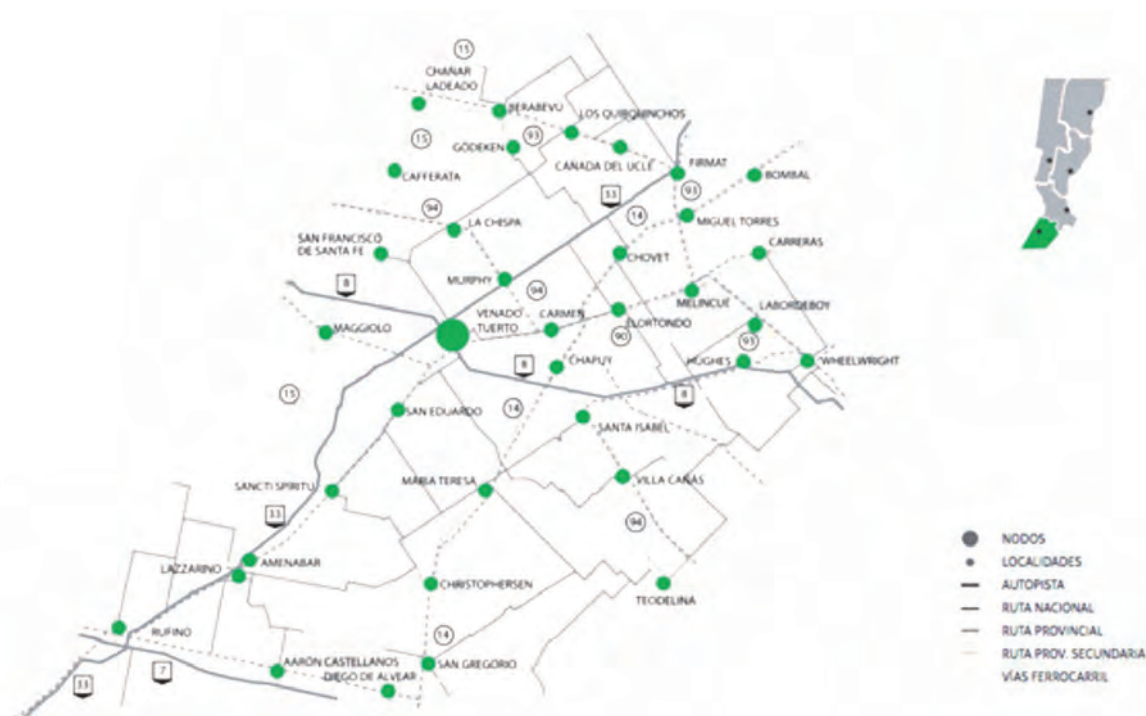 15
CHAÑAR
LADEADO
BERABEVU
LOS QUIRQUINCHOS
15
GÖDEKEN
93
CAÑADA DEL UCLE
FIRMAT
CAFFERATA
33
93
BOMBAL
94
LA CHISPA
14
MIGUEL TORRES
SAN FRANCISCO
DE SANTA FE
CHOVET
CARRERAS
MURPHY
8
94
MELINCUE
VENADO
TUERTO
CARMEN
ELORTONDO
LABORDEBOY
MAGGIOLO
90
93
CHAPUY
8
HUGHES
WHEELWRIGHT
15
8
SAN EDUARDO
14
SANTA ISABEL
SANCTI SPIRITU
MARIA TERESA
VILLA CAÑAS
33
94
AMENABAR
LAZZARINO
CHRISTOPHERSEN
TEODELINA
RUFINO
14
AARÓN CASTELLANOS
SAN GREGORIO
DIEGO DE ALVEAR
7
33
NODOS
LOCALIDADES
AUTOPISTA
RUTA NACIONAL
RUTA PROVINCIAL
RUTA PROV. SECUNDARIA
VÍAS FERROCARRIL